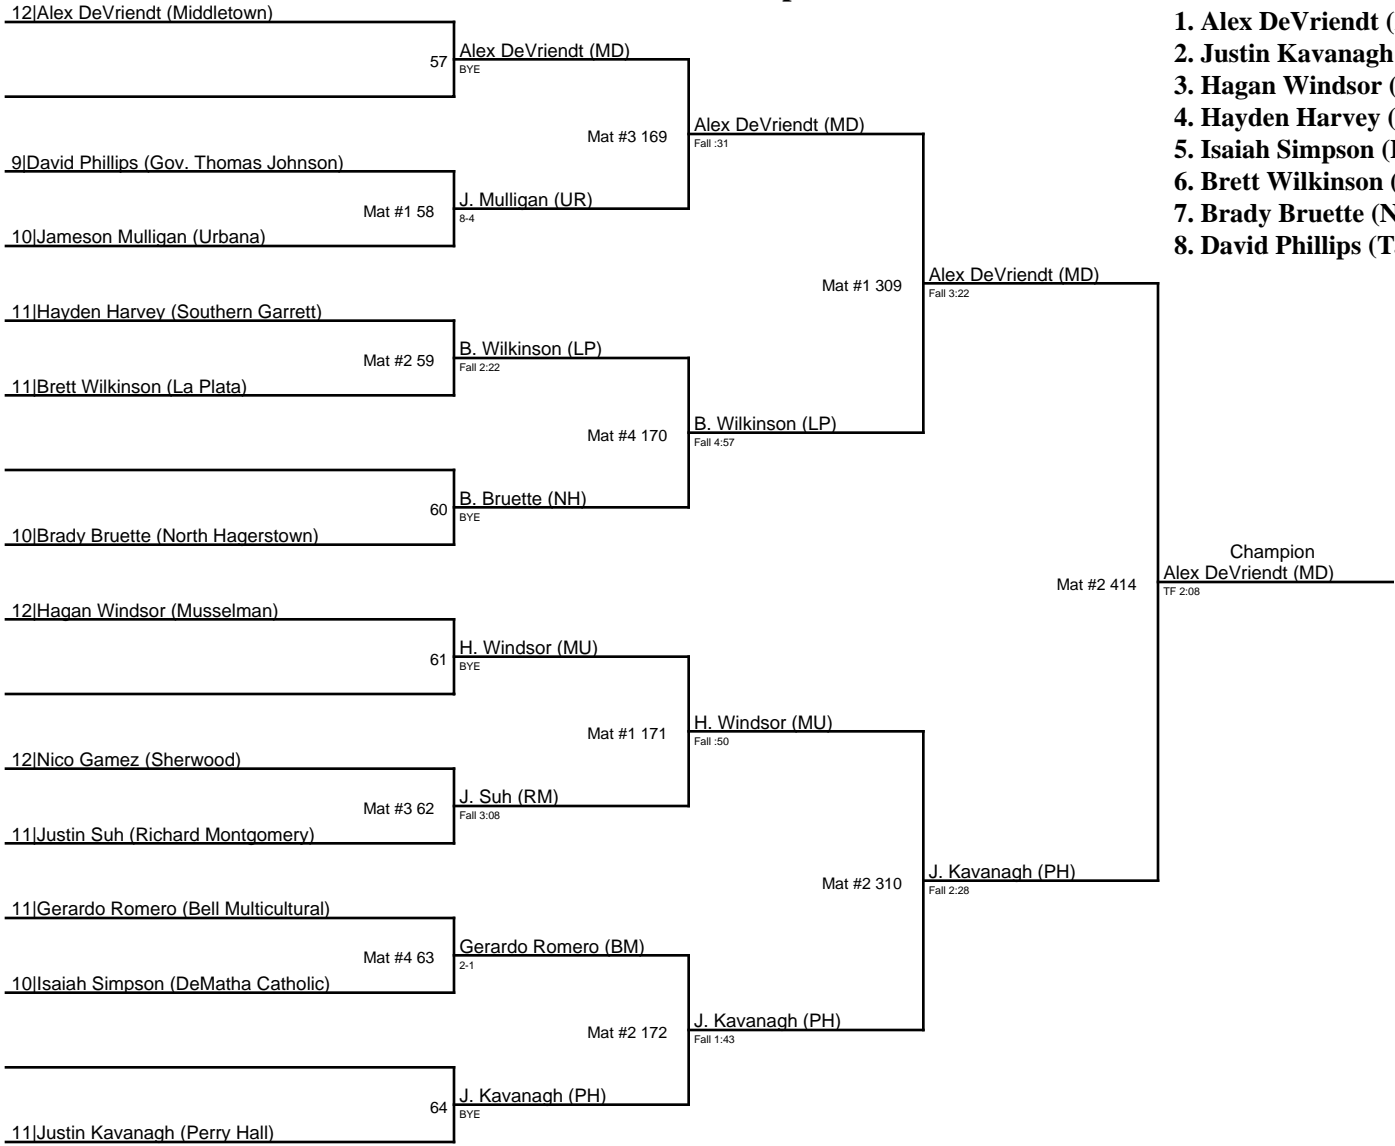 12|Alex DeVriendt (Middletown)
57
Alex DeVriendt (MD)
BYE
Mat #3 169
Alex DeVriendt (MD)
Fall :31
9|David Phillips (Gov. Thomas Johnson)
Mat #1 58
J. Mulligan (UR)
8-4
10|Jameson Mulligan (Urbana)
Mat #1 309
Alex DeVriendt (MD)
Fall 3:22
11|Hayden Harvey (Southern Garrett)
Mat #2 59
B. Wilkinson (LP)
Fall 2:22
11|Brett Wilkinson (La Plata)
Mat #4 170
B. Wilkinson (LP)
Fall 4:57
60
B. Bruette (NH)
BYE
10|Brady Bruette (North Hagerstown)
Mat #2 414
Champion
Alex DeVriendt (MD)
TF 2:08
12|Hagan Windsor (Musselman)
61
H. Windsor (MU)
BYE
Mat #1 171
H. Windsor (MU)
Fall :50
12|Nico Gamez (Sherwood)
Mat #3 62
J. Suh (RM)
Fall 3:08
11|Justin Suh (Richard Montgomery)
Mat #2 310
J. Kavanagh (PH)
Fall 2:28
11|Gerardo Romero (Bell Multicultural)
Mat #4 63
Gerardo Romero (BM)
2-1
10|Isaiah Simpson (DeMatha Catholic)
Mat #2 172
J. Kavanagh (PH)
Fall 1:43
64
J. Kavanagh (PH)
BYE
11|Justin Kavanagh (Perry Hall)
1. Alex DeVriendt (
2. Justin Kavanagh
3. Hagan Windsor (
4. Hayden Harvey (
5. Isaiah Simpson (
6. Brett Wilkinson (
7. Brady Bruette (N
8. David Phillips (T